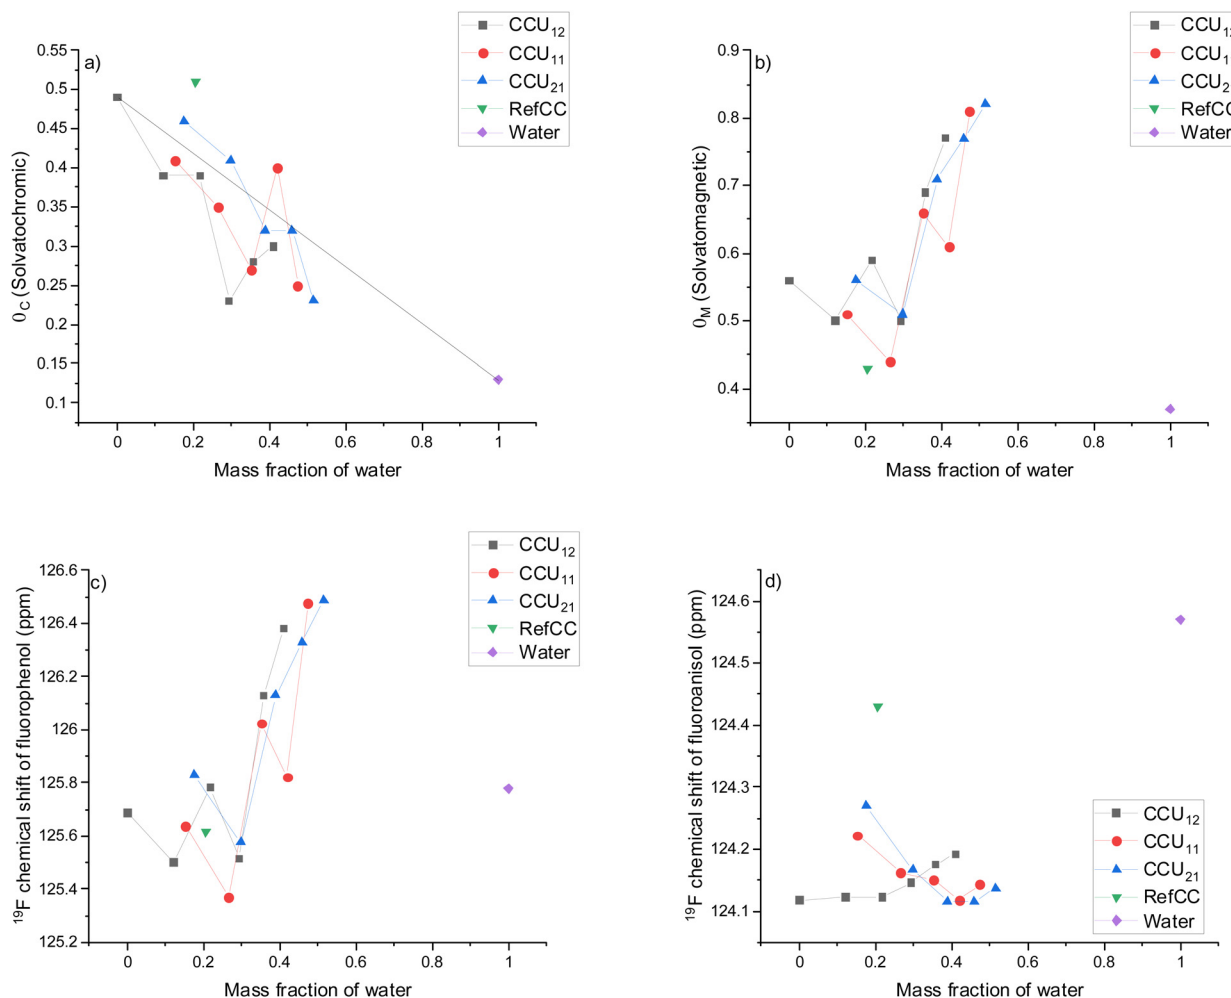 a)
CCU₁₂
CCU₁₁
CCU₂₁
RefCC
Water
0.55
0.5
0.45
0.4
0.35
0.3
0.25
0.2
0.15
0.1
0_C (Solvatochromic)
0 0.2 0.4 0.6 0.8 1
Mass fraction of water
b)
CCU₁₂
CCU₁
CCU₂
RefCC
Water
0.9
0.8
0.7
0.6
0.5
0.4
0_M (Solvatomagnetic)
0 0.2 0.4 0.6 0.8 1
Mass fraction of water
c)
CCU₁₂
CCU₁₁
CCU₂₁
RefCC
Water
126.6
126.4
126.2
126
125.8
125.6
125.4
125.2
¹⁹F chemical shift of fluorophenol (ppm)
0 0.2 0.4 0.6 0.8 1
Mass fraction of water
d)
124.6
124.5
124.4
124.3
124.2
124.1
¹⁹F chemical shift of fluoroanisol (ppm)
CCU₁₂
CCU₁₁
CCU₂₁
RefCC
Water
0 0.2 0.4 0.6 0.8 1
Mass fraction of water